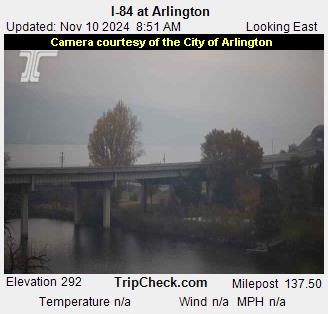 I-84 at Arlington
Updated: Nov 10 2024 8:51 AM Looking East
Camera courtesy of the City of Arlington
Elevation 292 TripCheck.com Milepost 137.50
Temperature n/a Wind n/a MPH n/a